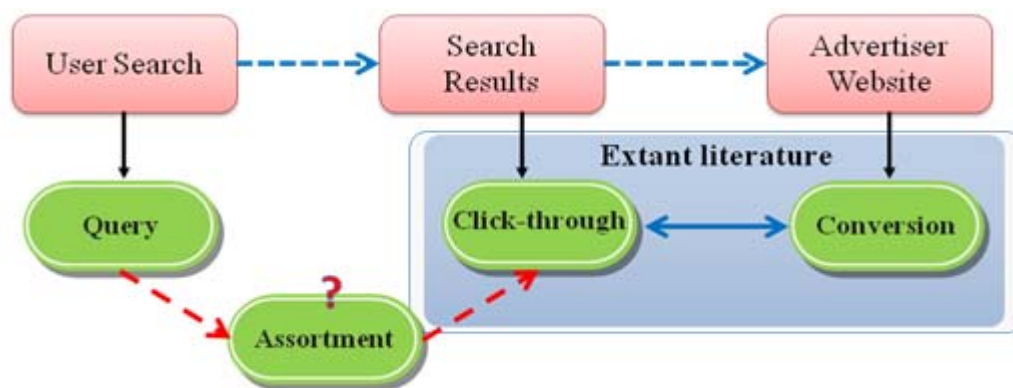 User Search
Search
Results
Advertiser
Website
Extant literature
Query
Click-through
Conversion
?
Assortment